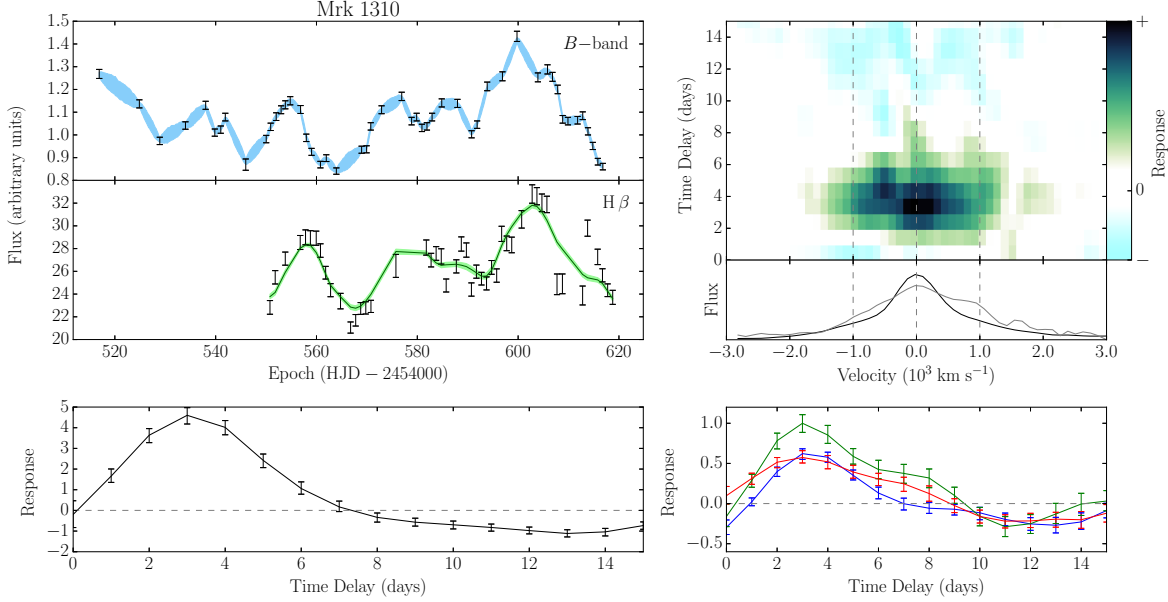 Mrk 1310
B−band
1.5
1.4
1.3
1.2
1.1
1.0
0.9
0.8
Hβ
32
30
28
26
24
22
20
Flux (arbitrary units)
520 540 560 580 600 620
Epoch (HJD − 2454000)
14
12
10
8
6
4
2
0
Time Delay (days)
+
0
−
Response
Flux
−3.0 −2.0 −1.0 0.0 1.0 2.0 3.0
Velocity (10³ km s⁻¹)
5
4
3
2
1
0
−1
−2
Response
0 2 4 6 8 10 12 14
Time Delay (days)
1.0
0.5
0.0
−0.5
Response
0 2 4 6 8 10 12 14
Time Delay (days)